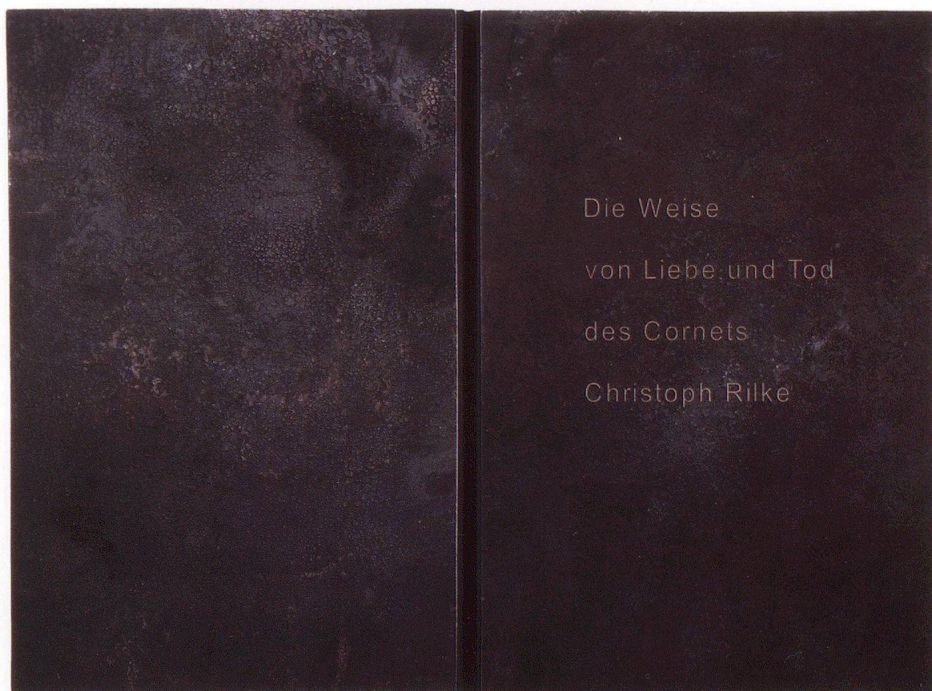 Die Weise
von Liebe und Tod
des Cornets
Christoph Rilke